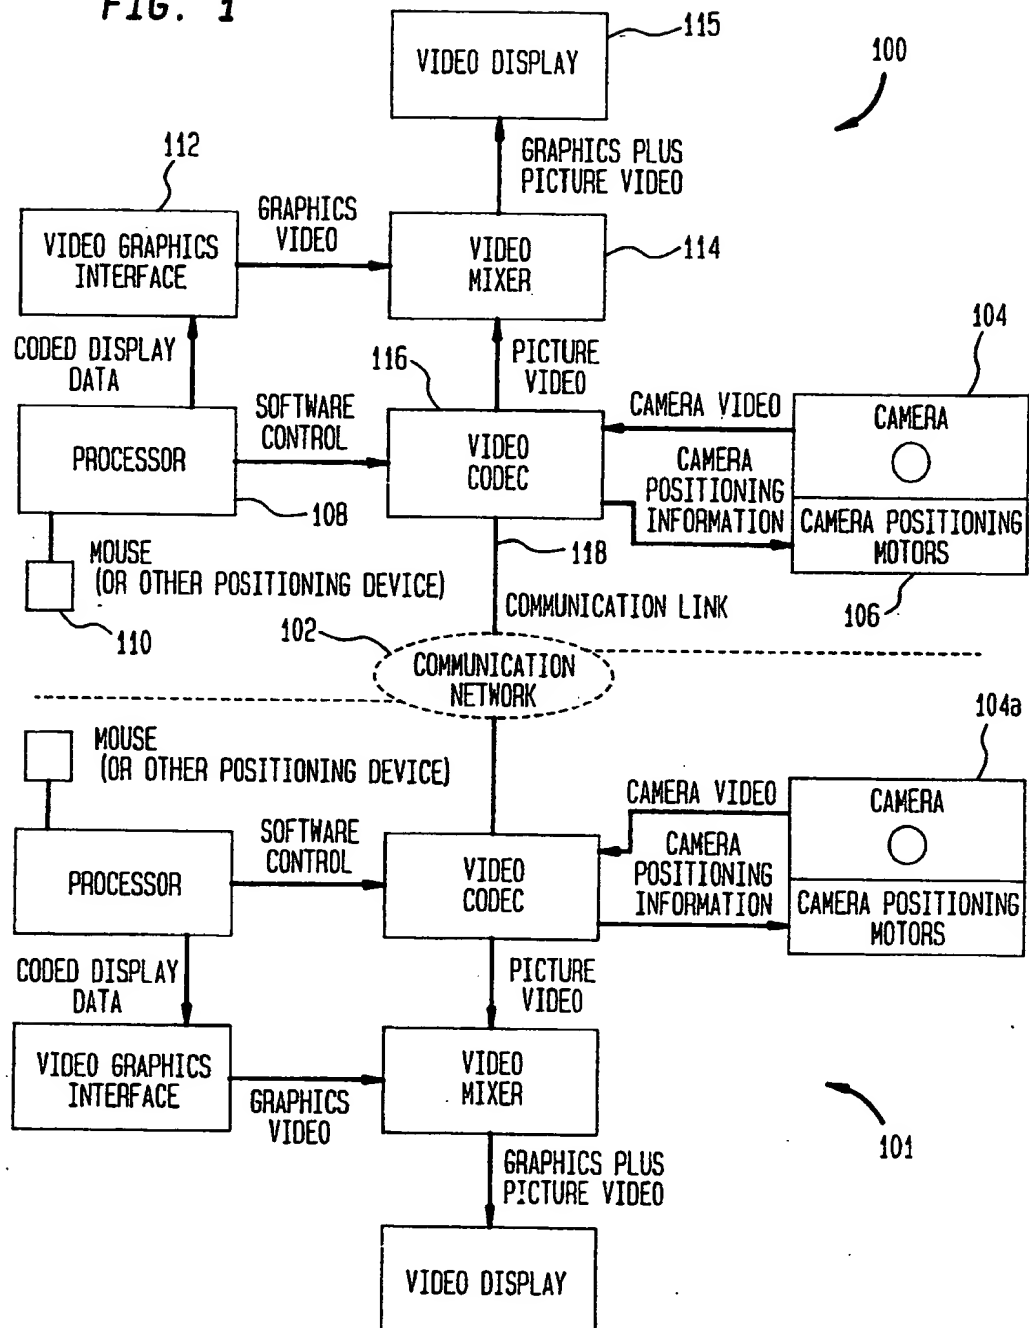 FIG. 1
VIDEO DISPLAY
115
100
GRAPHICS PLUS
PICTURE VIDEO
112
VIDEO GRAPHICS
INTERFACE
GRAPHICS
VIDEO
VIDEO
MIXER
114
CODED DISPLAY
DATA
116
PICTURE
VIDEO
104
PROCESSOR
108
SOFTWARE
CONTROL
VIDEO
CODEC
CAMERA VIDEO
CAMERA
POSITIONING
INFORMATION
CAMERA
CAMERA POSITIONING
MOTORS
106
MOUSE
(OR OTHER POSITIONING DEVICE)
110
118
COMMUNICATION LINK
102
COMMUNICATION
NETWORK
MOUSE
(OR OTHER POSITIONING DEVICE)
104a
PROCESSOR
SOFTWARE
CONTROL
VIDEO
CODEC
CAMERA VIDEO
CAMERA
POSITIONING
INFORMATION
CAMERA
CAMERA POSITIONING
MOTORS
CODED DISPLAY
DATA
PICTURE
VIDEO
VIDEO GRAPHICS
INTERFACE
GRAPHICS
VIDEO
VIDEO
MIXER
101
GRAPHICS PLUS
PICTURE VIDEO
VIDEO DISPLAY